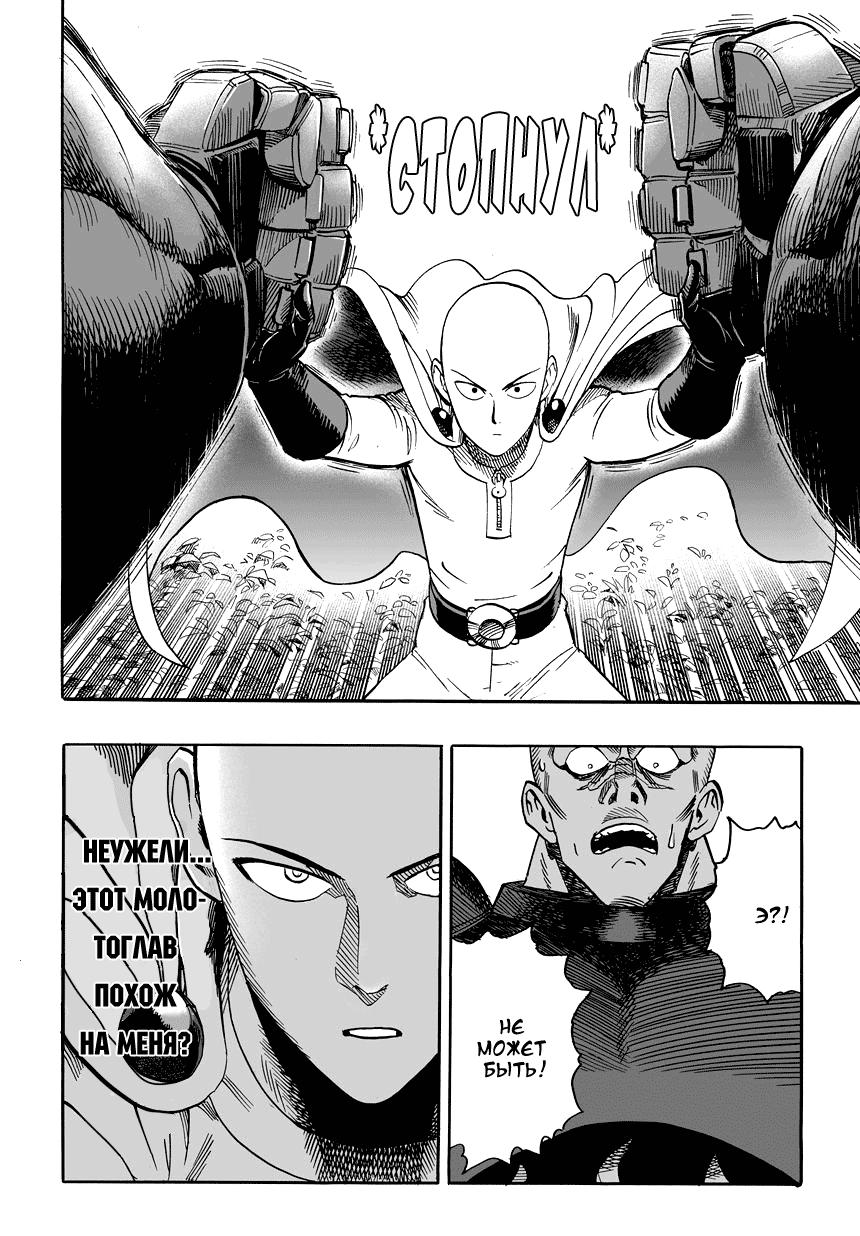 *СТОПНУЛ*
Э?!
НЕ
МОЖЕТ
БЫТЬ!
НЕУЖЕЛИ...
ЭТОТ МОЛО-
ТОГЛАВ
ПОХОЖ
НА МЕНЯ?